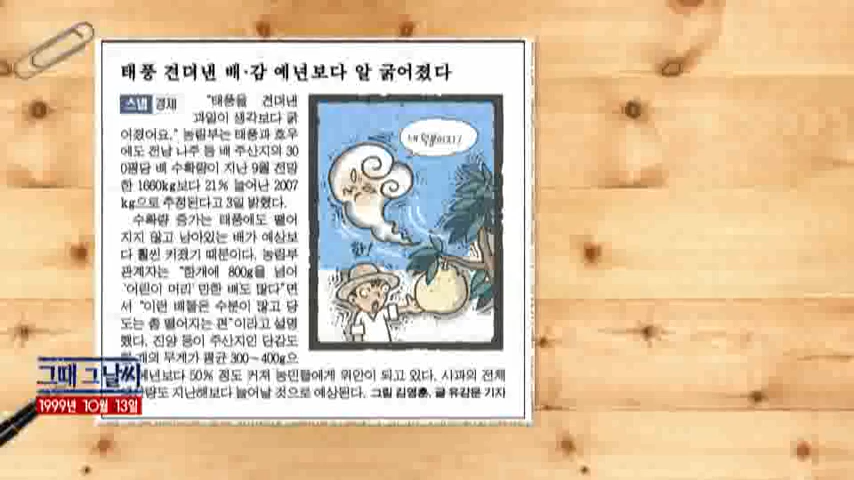 태풍 견뎌낸 배·감 예년보다 알 굵어졌다
스냅 경제
"태풍을 견뎌낸
과일이 생각보다 굵
어졌어요." 농림부는 태풍과 호우
에도 전남 나주 등 배 주산지의 30
0평당 배 수확량이 지난 9월 전망
한 1660kg보다 21% 늘어난 2007
kg으로 추정된다고 3일 밝혔다.
수확량 증가는 태풍에도 떨어
지지 않고 남아있는 배가 예상보
다 훨씬 커졌기 때문이다. 농림부
관계자는 "한개에 800g을 넘어
'어린이 머리' 만한 배도 많다"면
서 "이런 배들은 수분이 많고 당
도는 좀 떨어지는 편"이라고 설명
했다. 진양 등이 주산지인 단감도
개의 무게가 평균 300~400g으
예년보다 50% 정도 커져 농민들에게 위안이 되고 있다. 사과의 전체
도 지난해보다 늘어날 것으로 예상된다. 그림 김영훈, 글 유강문 기자
내 덕분이지!
그때 그날씨
1999년 10월 13일